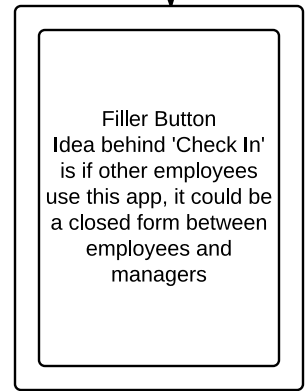 Filler Button
Idea behind 'Check In'
is if other employees
use this app, it could be
a closed form between
employees and
managers